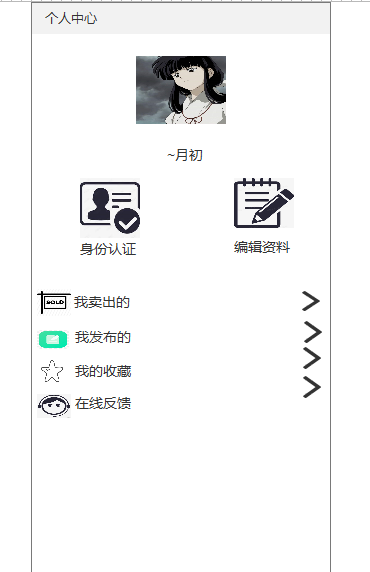 个人中心
~月初
身份认证
编辑资料
SOLD
我卖出的
我发布的
我的收藏
在线反馈